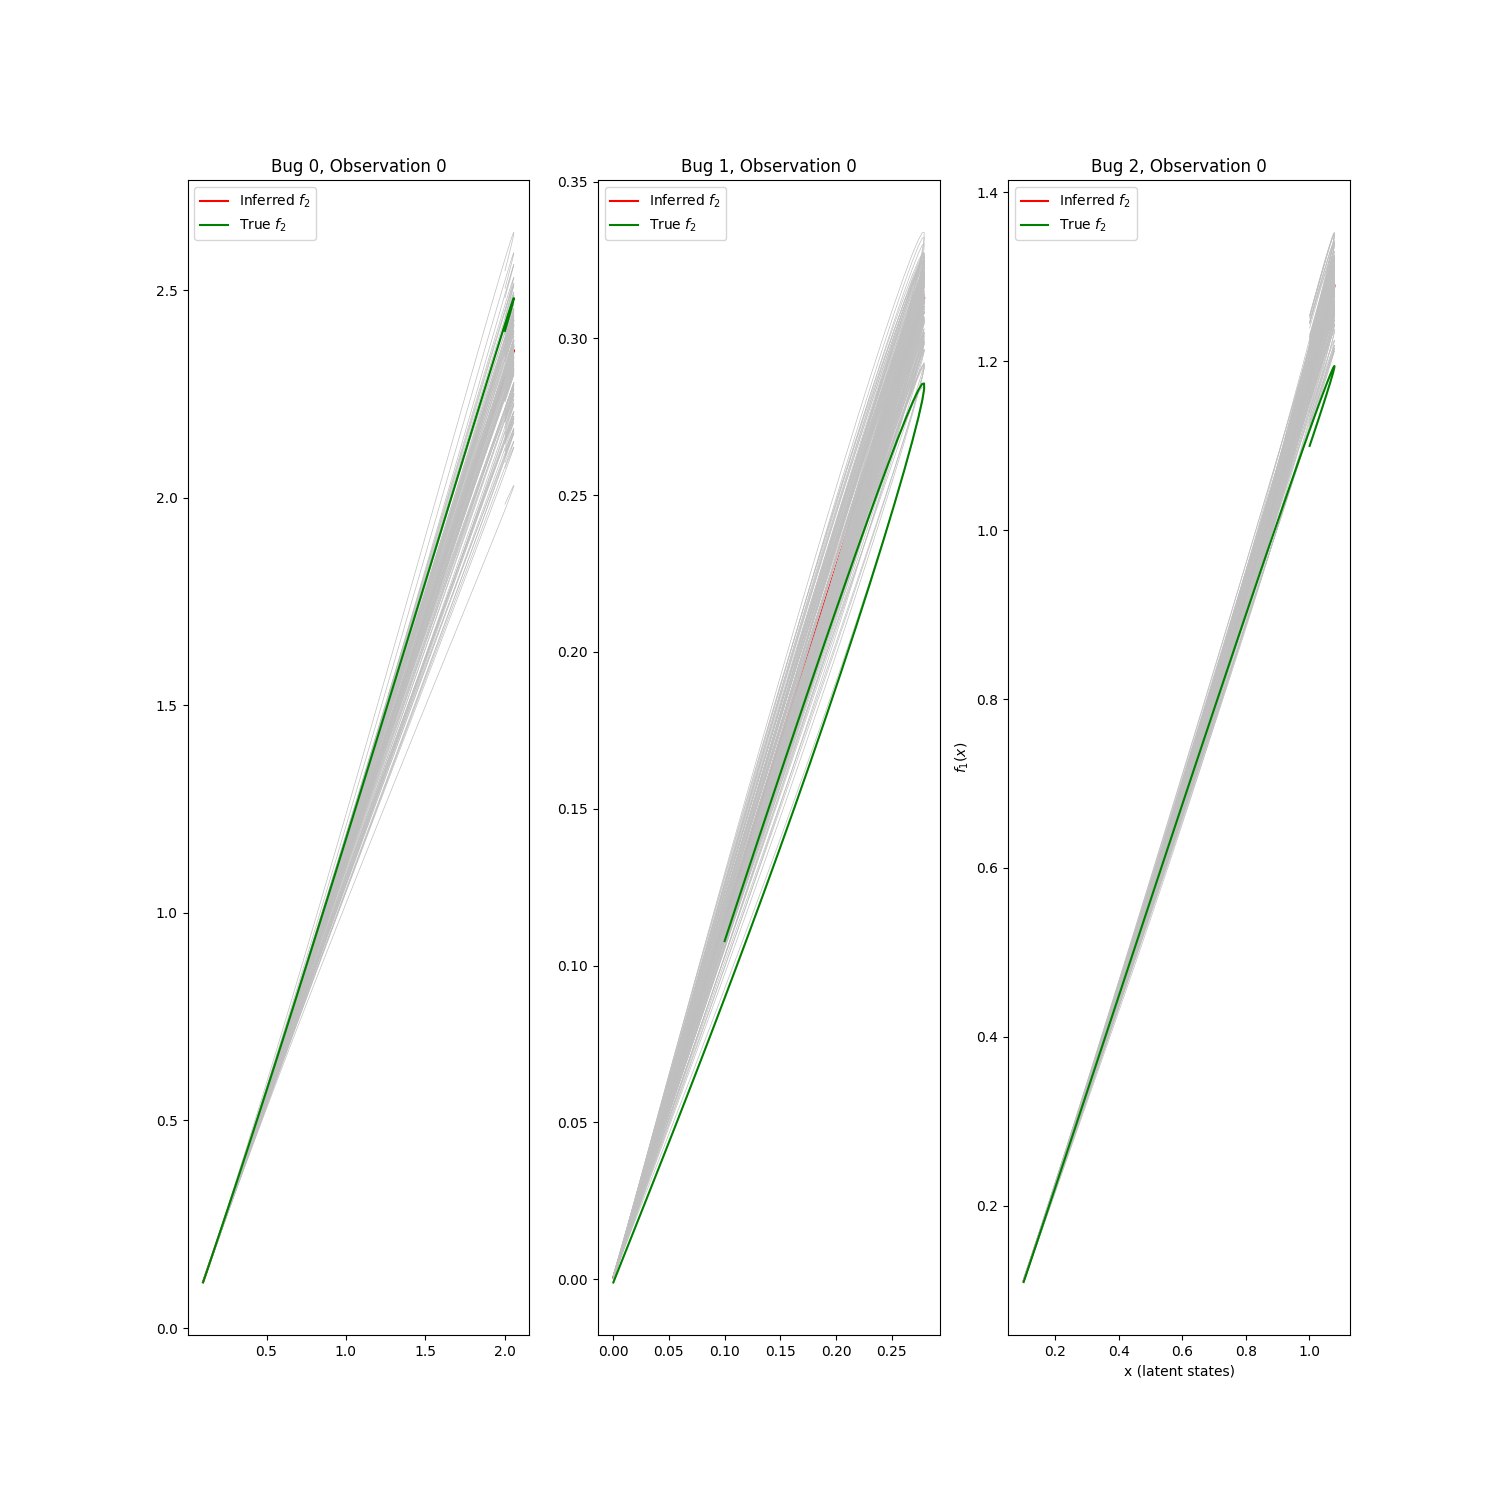 Bug 0, Observation 0
Inferred f₂
True f₂
2.5
2.0
1.5
1.0
0.5
0.0
0.5 1.0 1.5 2.0
Bug 1, Observation 0
Inferred f₂
True f₂
0.35
0.30
0.25
0.20
0.15
0.10
0.05
0.00
0.00 0.05 0.10 0.15 0.20 0.25
Bug 2, Observation 0
Inferred f₂
True f₂
1.4
1.2
1.0
0.8
0.6
0.4
0.2
f₁(x)
0.2 0.4 0.6 0.8 1.0
x (latent states)